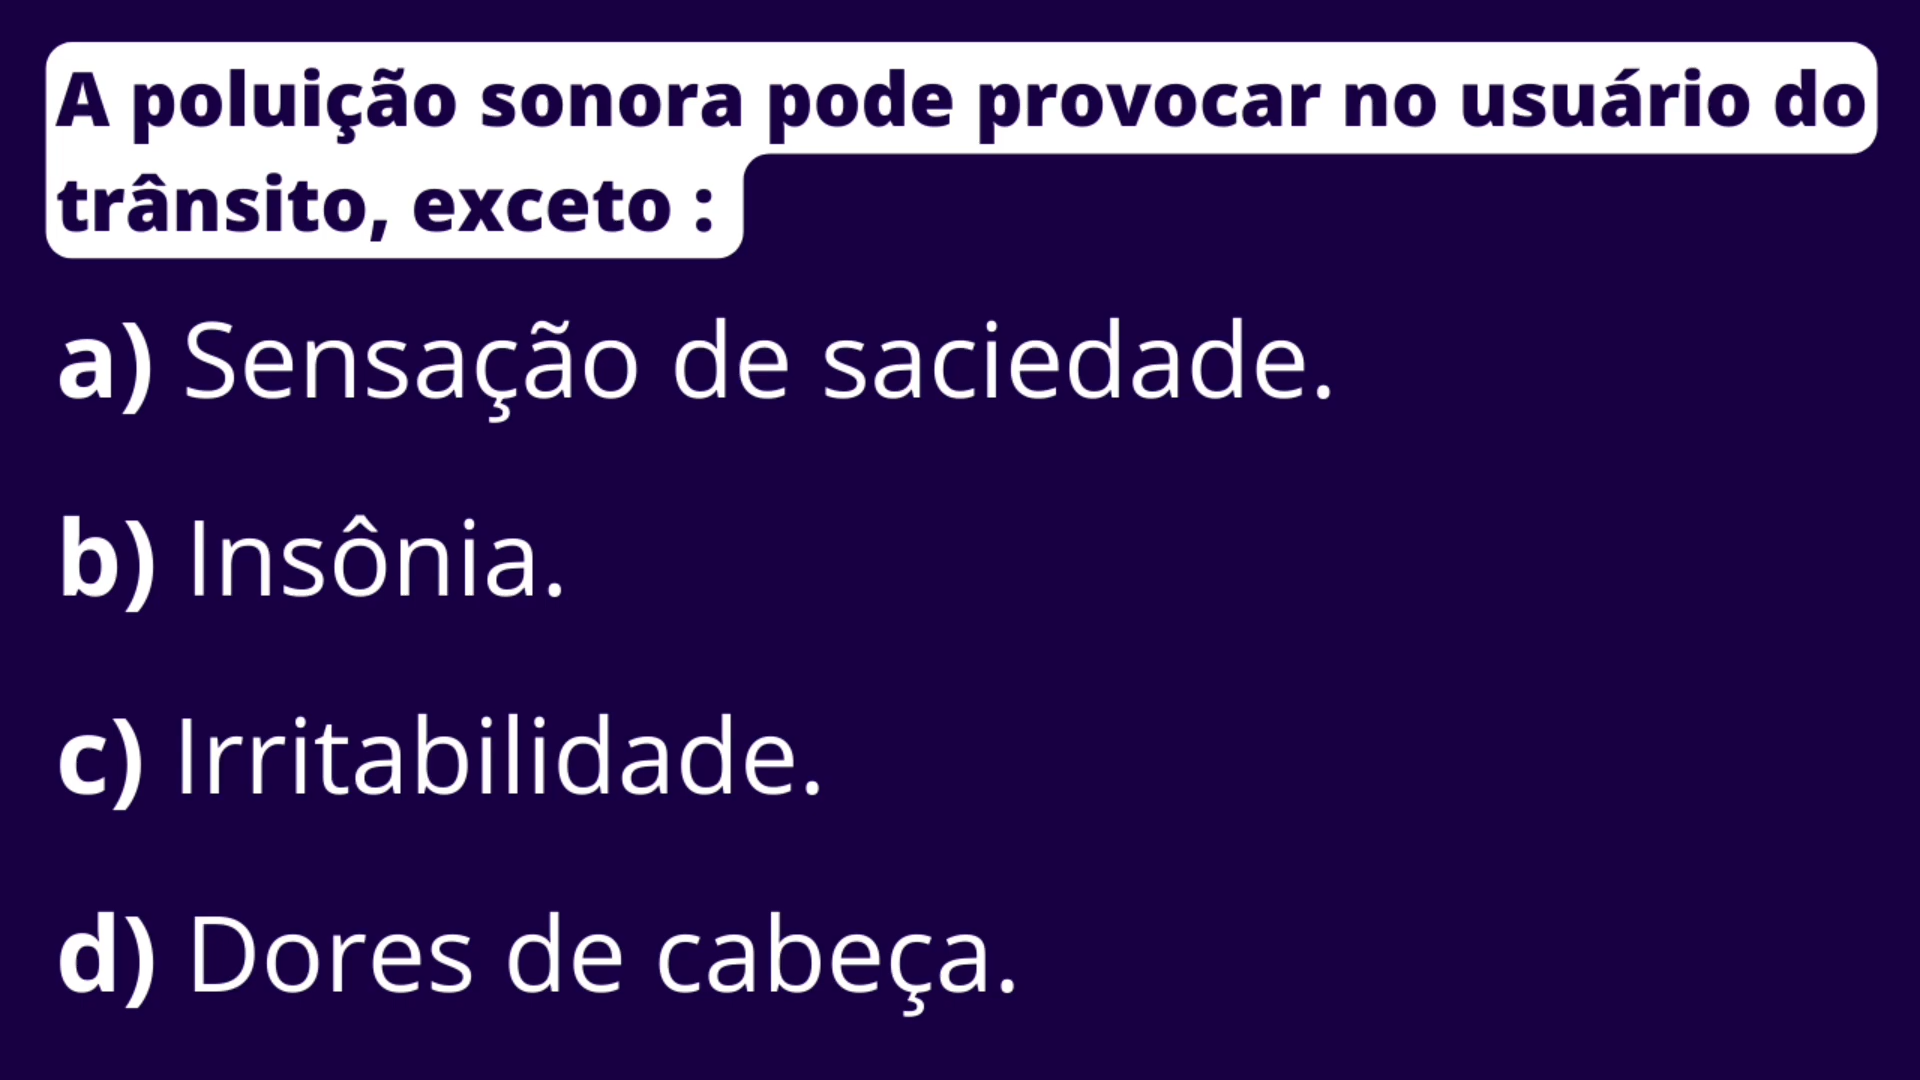 A poluição sonora pode provocar no usuário do
trânsito, exceto :
a) Sensação de saciedade.
b) Insônia.
c) Irritabilidade.
d) Dores de cabeça.